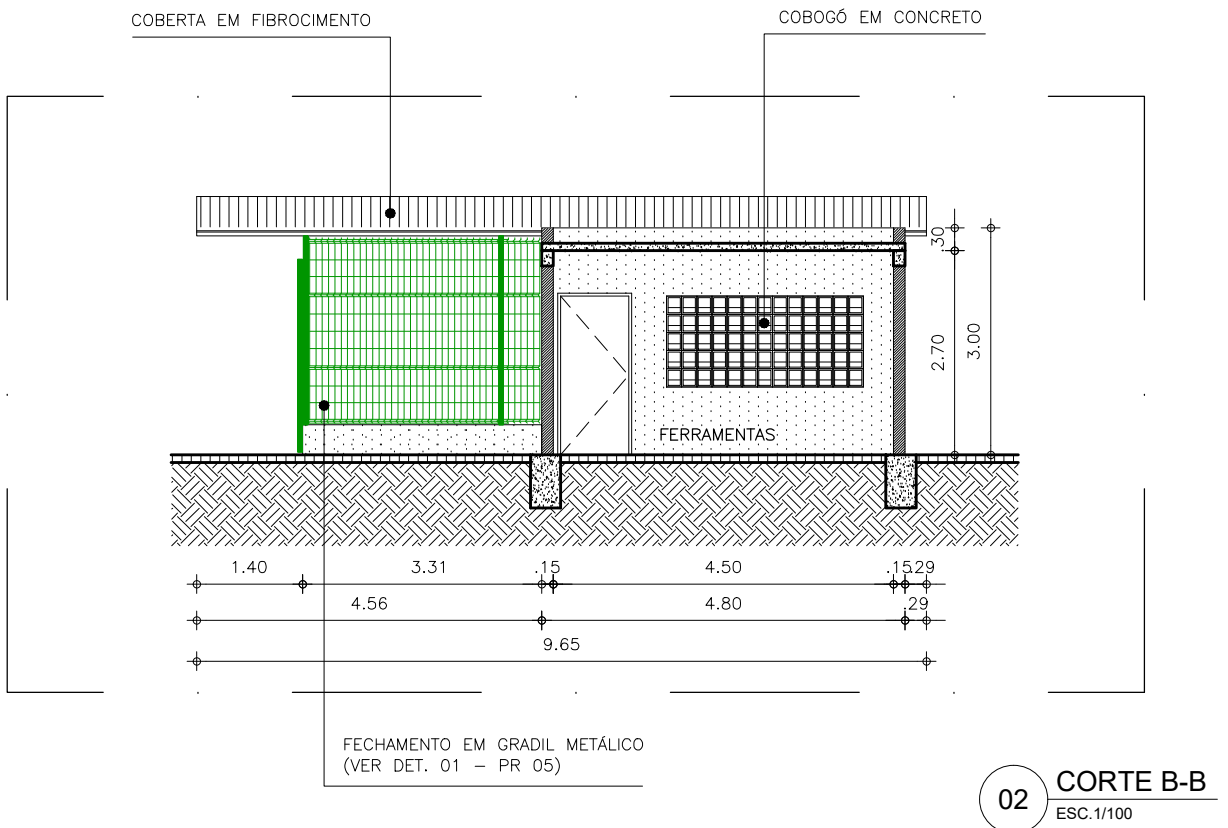 COBERTA EM FIBROCIMENTO
COBOGÓ EM CONCRETO
.30
2.70
3.00
FERRAMENTAS
1.40
3.31
.15
4.50
.15
.29
4.56
4.80
.29
9.65
FECHAMENTO EM GRADIL METÁLICO
(VER DET. 01 – PR 05)
02
CORTE B-B
ESC.1/100